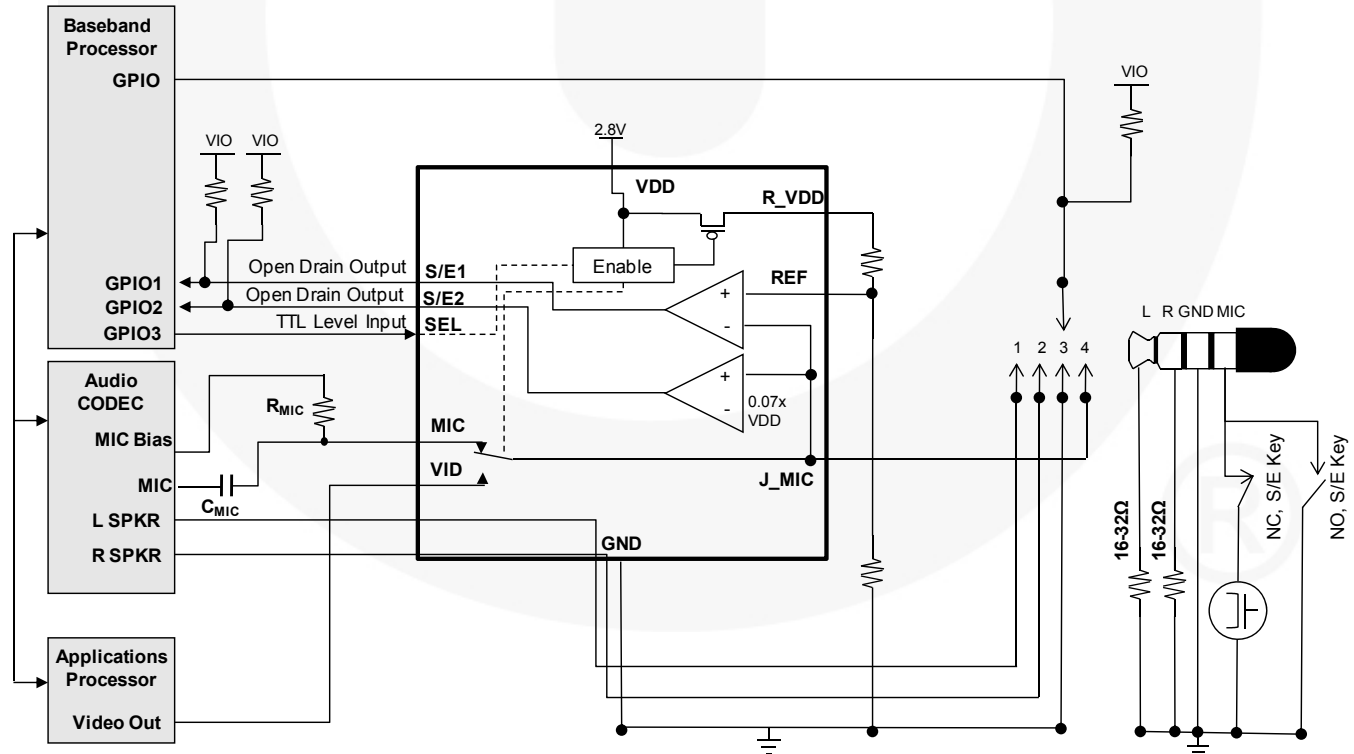 Baseband
Processor
GPIO
VIO
VIO VIO
2.8V
VDD
R_VDD
Enable
REF
Open Drain Output S/E1
GPIO1
Open Drain Output S/E2
GPIO2
TTL Level Input SEL
GPIO3
+
-
+
-
0.07x
VDD
L R GND MIC
1 2 3 4
Audio
CODEC
RMIC
MIC Bias
MIC
VID
MIC
CMIC
J_MIC
L SPKR
R SPKR
GND
16-32Ω
16-32Ω
NC, S/E Key
NO, S/E Key
Applications
Processor
Video Out
R